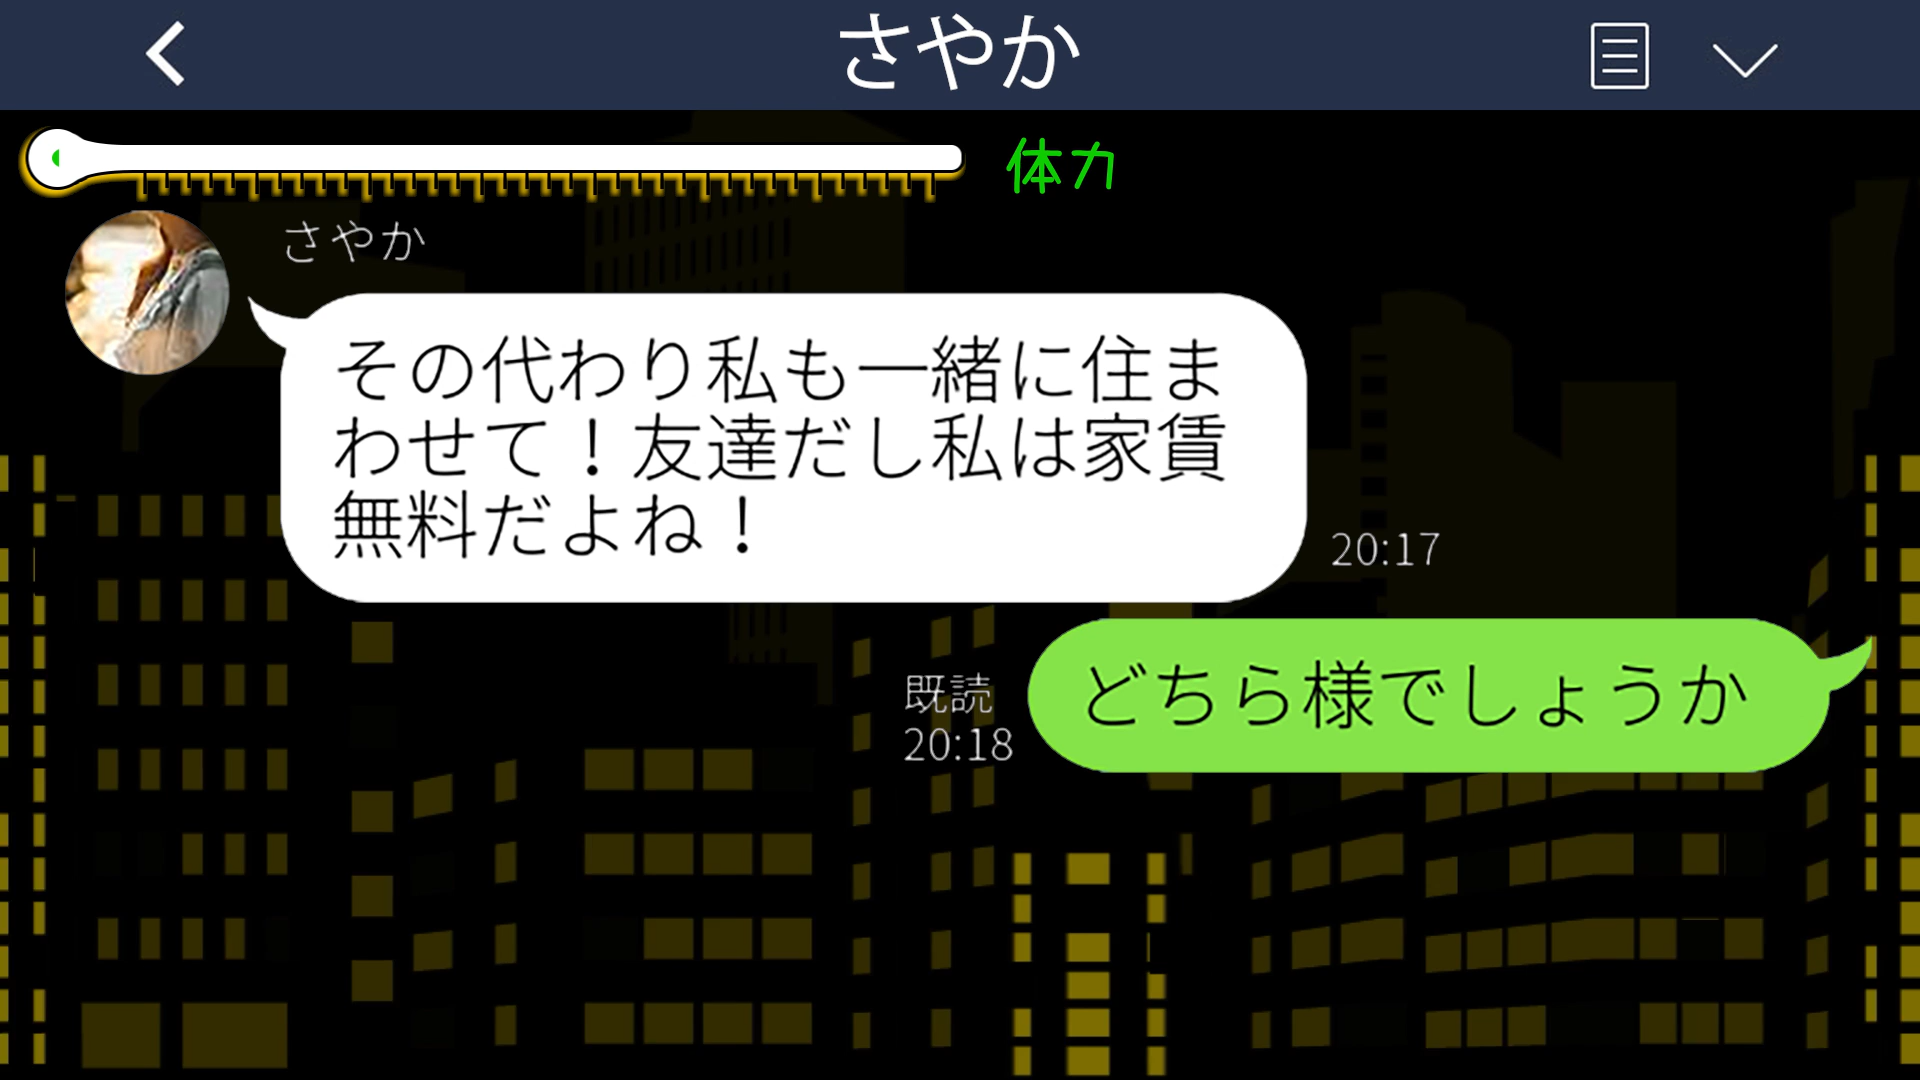 さやか
体力
さやか
その代わり私も一緒に住ま
わせて！友達だし私は家賃
無料だよね！
20:17
どちら様でしょうか
既読
20:18